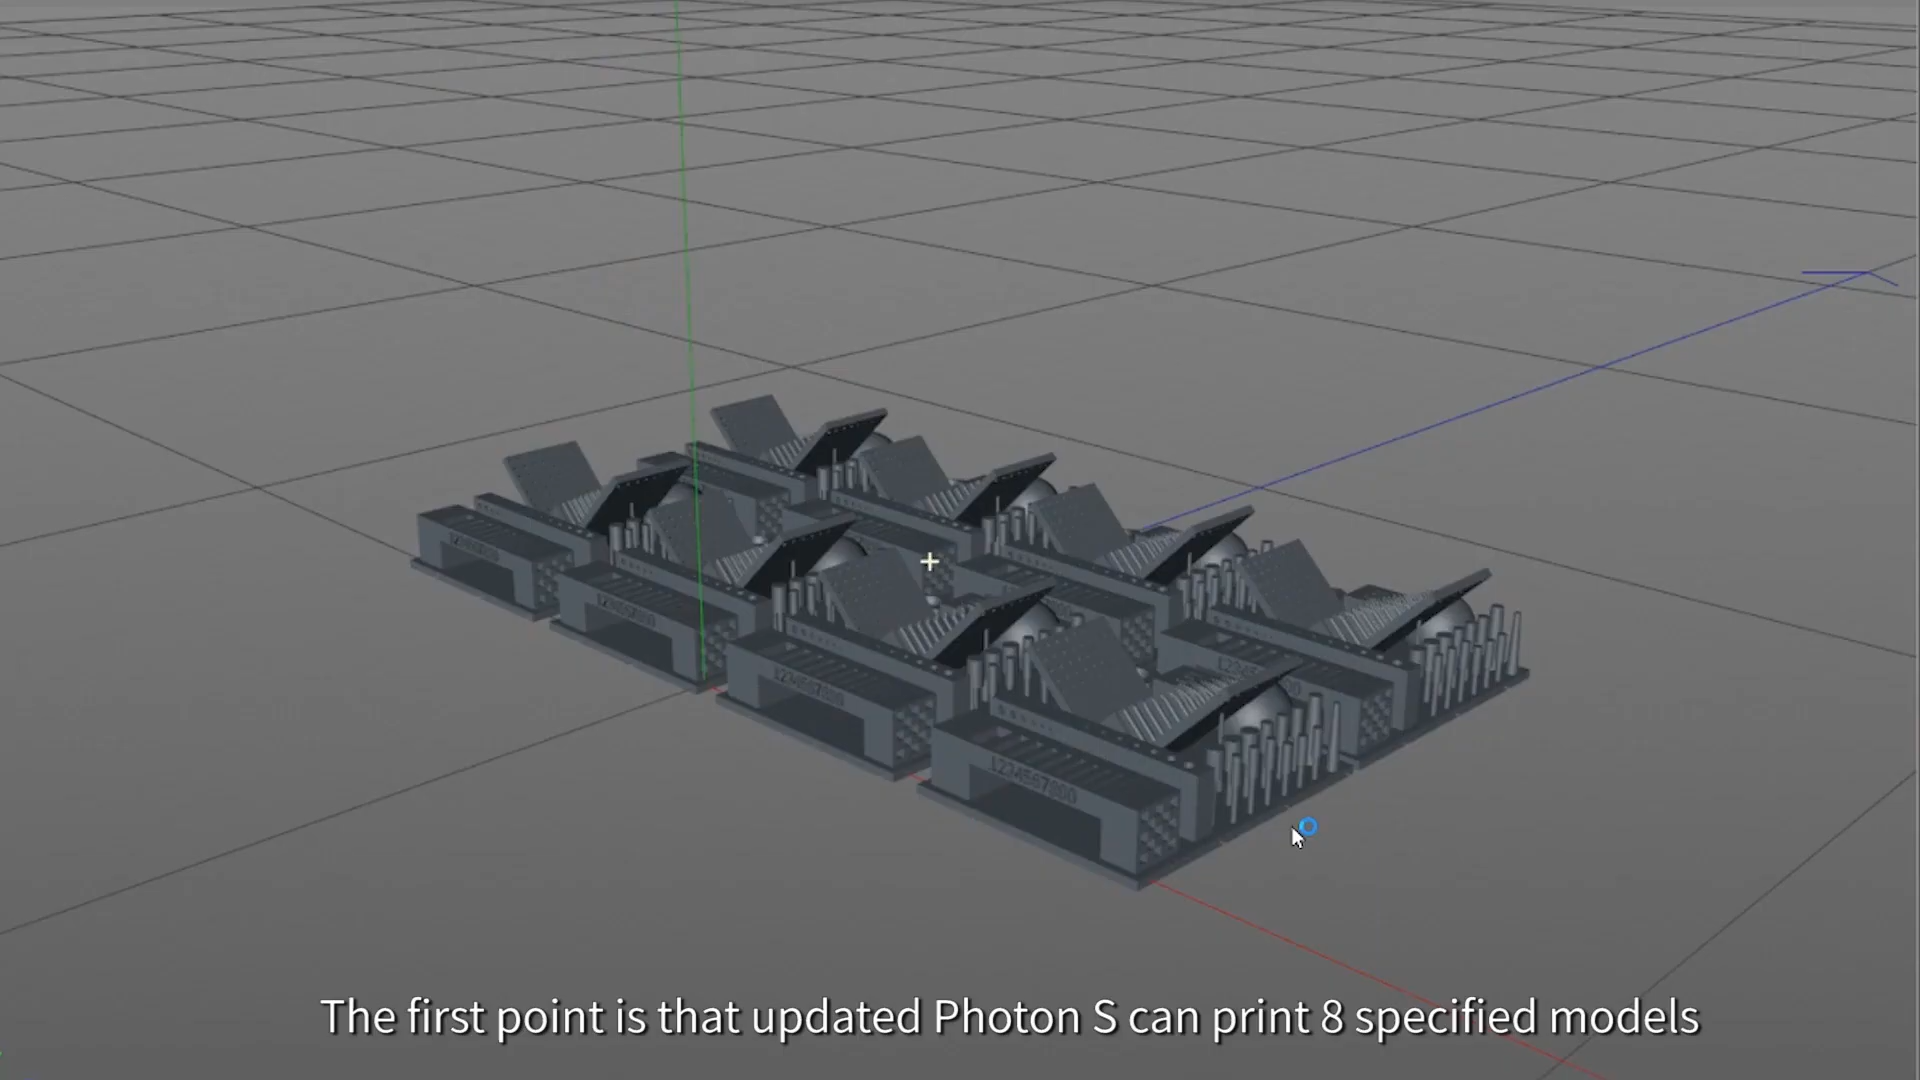 The first point is that updated Photon S can print 8 specified models